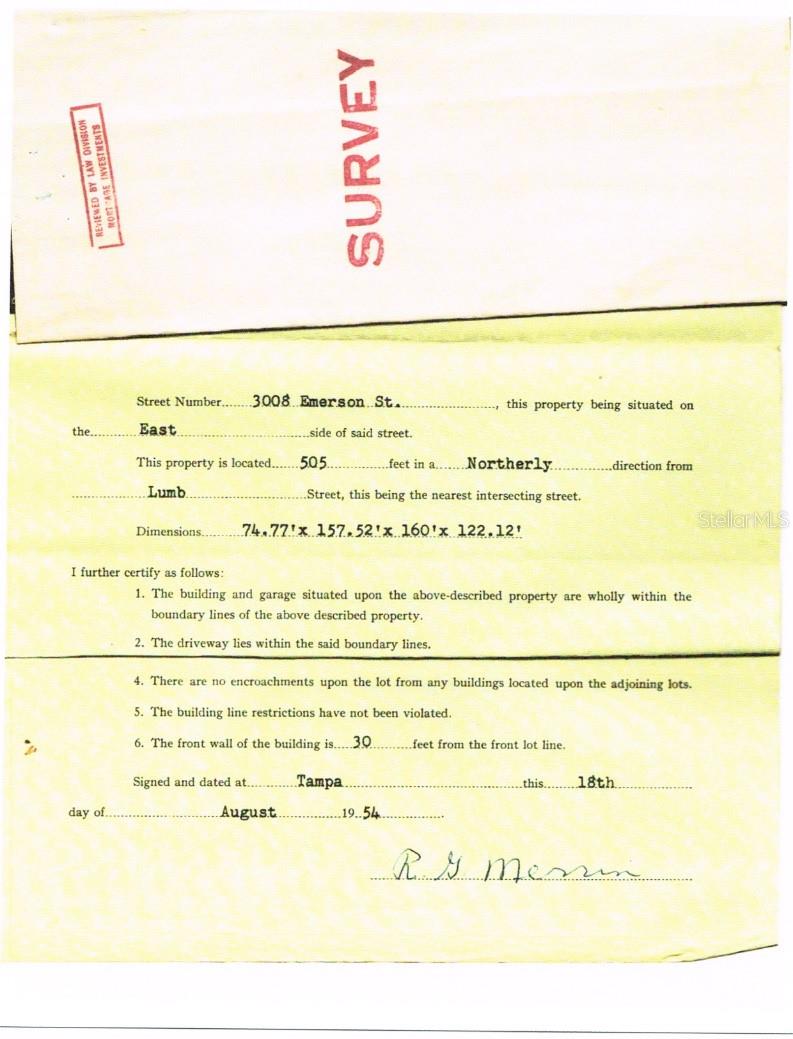 REVIEWED BY LAW DIVISION
MORTGAGE INVESTMENTS
SURVEY
Street Number 3008 Emerson St., this property being situated on
the East side of said street.
This property is located 505 feet in a Northerly direction from
Lumb Street, this being the nearest intersecting street.
StellarMLS
Dimensions 74.77'x 157.52'x 160'x 122.12'
I further certify as follows:
1. The building and garage situated upon the above-described property are wholly within the
boundary lines of the above described property.
2. The driveway lies within the said boundary lines.
4. There are no encroachments upon the lot from any buildings located upon the adjoining lots.
5. The building line restrictions have not been violated.
6. The front wall of the building is 30 feet from the front lot line.
Signed and dated at Tampa this 18th
day of August 19 54
R G Merrin